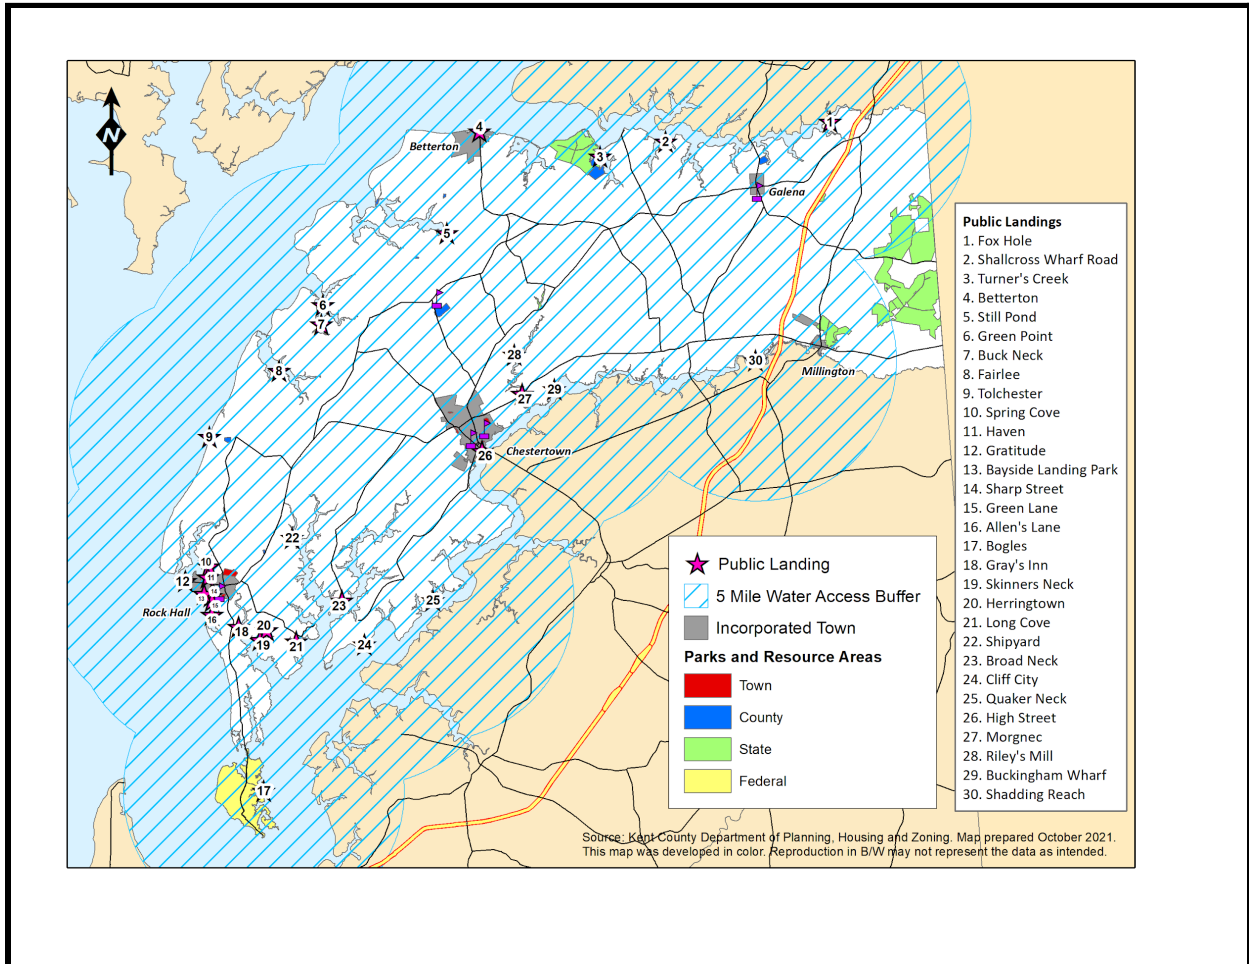 N
4
Betterton
1
2
3
Galena
5
6
7
8
28
30
Millington
27
29
9
Chestertown
26
22
10
11
12
14
13
15
16
Rock Hall
23
25
18
20
19
21
24
17
Public Landings
1. Fox Hole
2. Shallcross Wharf Road
3. Turner's Creek
4. Betterton
5. Still Pond
6. Green Point
7. Buck Neck
8. Fairlee
9. Tolchester
10. Spring Cove
11. Haven
12. Gratitude
13. Bayside Landing Park
14. Sharp Street
15. Green Lane
16. Allen's Lane
17. Bogles
18. Gray's Inn
19. Skinners Neck
20. Herringtown
21. Long Cove
22. Shipyard
23. Broad Neck
24. Cliff City
25. Quaker Neck
26. High Street
27. Morgnec
28. Riley's Mill
29. Buckingham Wharf
30. Shadding Reach
Public Landing
5 Mile Water Access Buffer
Incorporated Town
Parks and Resource Areas
Town
County
State
Federal
Source: Kent County Department of Planning, Housing and Zoning. Map prepared October 2021.
This map was developed in color. Reproduction in B/W may not represent the data as intended.